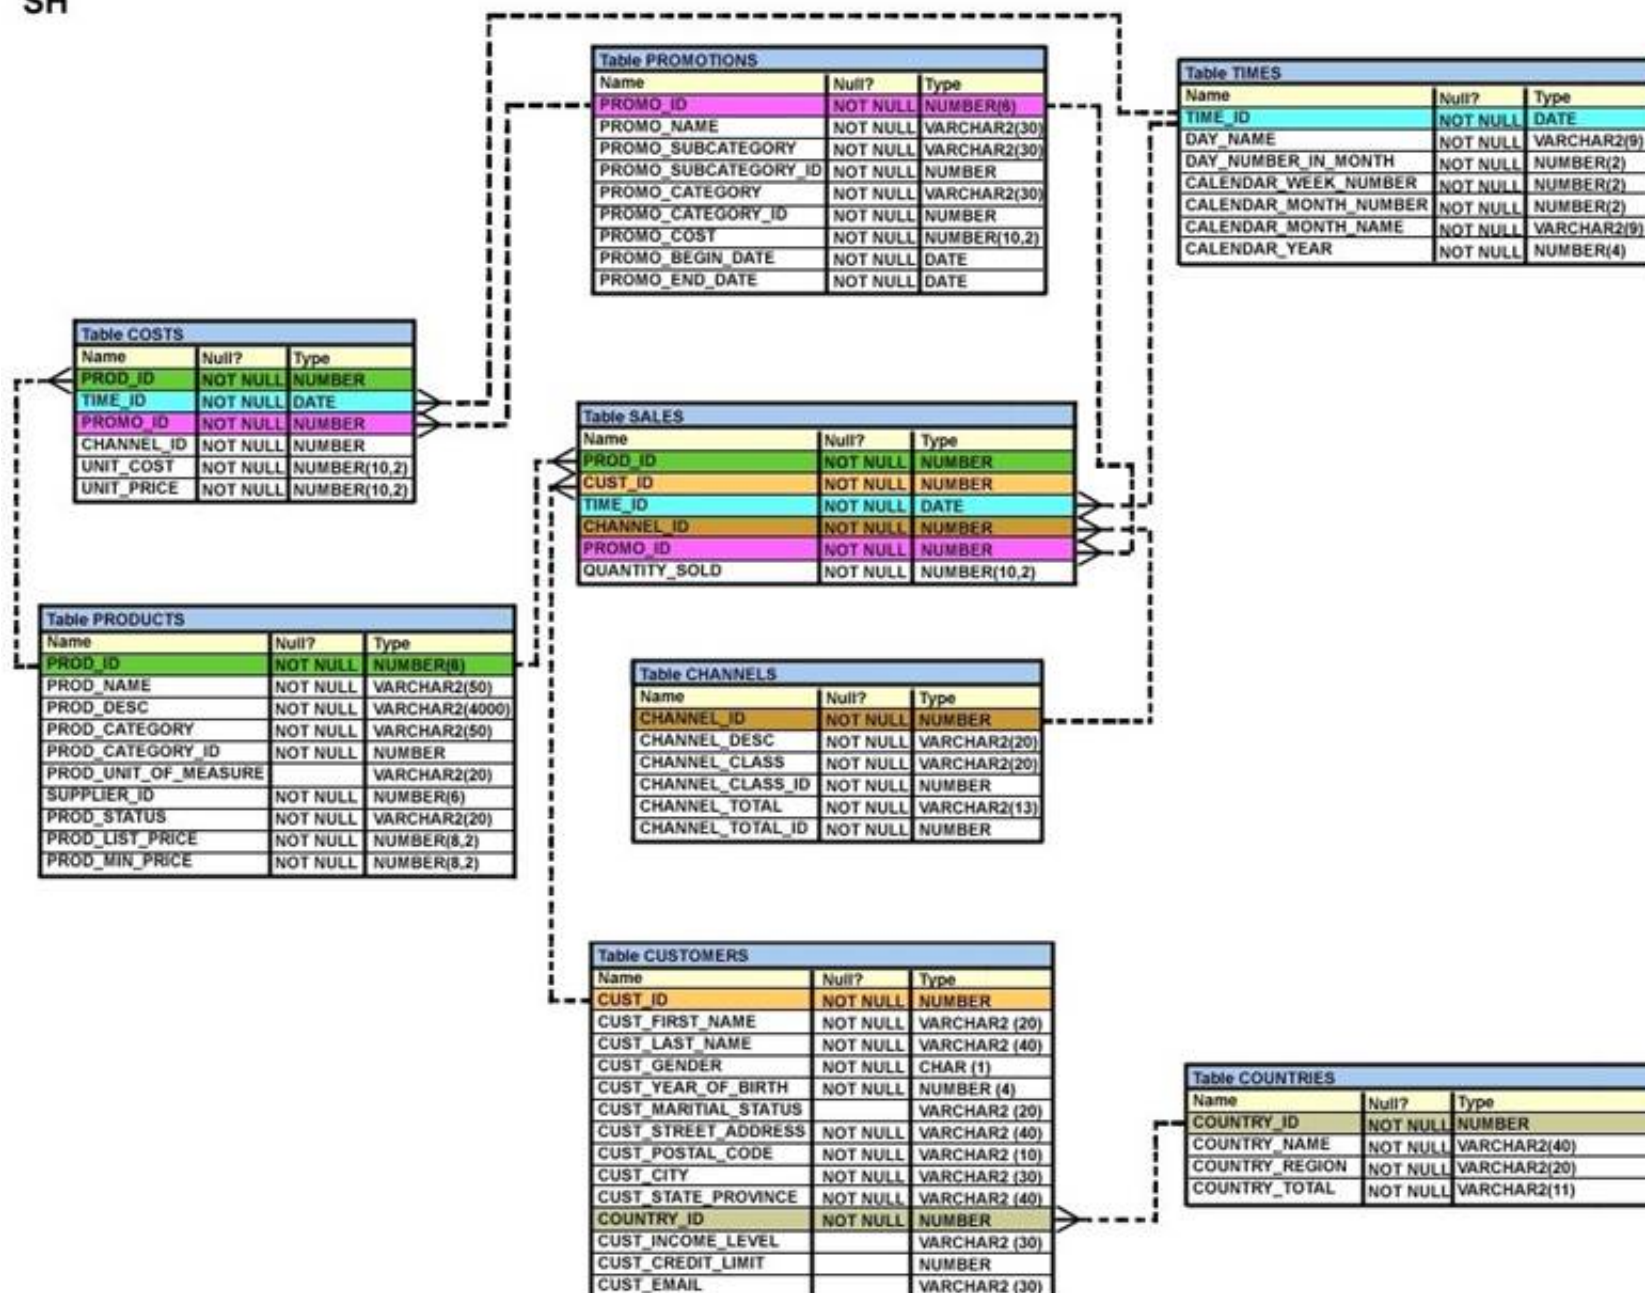 SH
Table PROMOTIONS
Name Null? Type
PROMO_ID NOT NULL NUMBER(6)
PROMO_NAME NOT NULL VARCHAR2(30)
PROMO_SUBCATEGORY NOT NULL VARCHAR2(30)
PROMO_SUBCATEGORY_ID NOT NULL NUMBER
PROMO_CATEGORY NOT NULL VARCHAR2(30)
PROMO_CATEGORY_ID NOT NULL NUMBER
PROMO_COST NOT NULL NUMBER(10,2)
PROMO_BEGIN_DATE NOT NULL DATE
PROMO_END_DATE NOT NULL DATE
Table TIMES
Name Null? Type
TIME_ID NOT NULL DATE
DAY_NAME NOT NULL VARCHAR2(9)
DAY_NUMBER_IN_MONTH NOT NULL NUMBER(2)
CALENDAR_WEEK_NUMBER NOT NULL NUMBER(2)
CALENDAR_MONTH_NUMBER NOT NULL NUMBER(2)
CALENDAR_MONTH_NAME NOT NULL VARCHAR2(9)
CALENDAR_YEAR NOT NULL NUMBER(4)
Table COSTS
Name Null? Type
PROD_ID NOT NULL NUMBER
TIME_ID NOT NULL DATE
PROMO_ID NOT NULL NUMBER
CHANNEL_ID NOT NULL NUMBER
UNIT_COST NOT NULL NUMBER(10,2)
UNIT_PRICE NOT NULL NUMBER(10,2)
Table SALES
Name Null? Type
PROD_ID NOT NULL NUMBER
CUST_ID NOT NULL NUMBER
TIME_ID NOT NULL DATE
CHANNEL_ID NOT NULL NUMBER
PROMO_ID NOT NULL NUMBER
QUANTITY_SOLD NOT NULL NUMBER(10,2)
Table PRODUCTS
Name Null? Type
PROD_ID NOT NULL NUMBER(6)
PROD_NAME NOT NULL VARCHAR2(50)
PROD_DESC NOT NULL VARCHAR2(4000)
PROD_CATEGORY NOT NULL VARCHAR2(50)
PROD_CATEGORY_ID NOT NULL NUMBER
PROD_UNIT_OF_MEASURE VARCHAR2(20)
SUPPLIER_ID NOT NULL NUMBER(6)
PROD_STATUS NOT NULL VARCHAR2(20)
PROD_LIST_PRICE NOT NULL NUMBER(8,2)
PROD_MIN_PRICE NOT NULL NUMBER(8,2)
Table CHANNELS
Name Null? Type
CHANNEL_ID NOT NULL NUMBER
CHANNEL_DESC NOT NULL VARCHAR2(20)
CHANNEL_CLASS NOT NULL VARCHAR2(20)
CHANNEL_CLASS_ID NOT NULL NUMBER
CHANNEL_TOTAL NOT NULL VARCHAR2(13)
CHANNEL_TOTAL_ID NOT NULL NUMBER
Table CUSTOMERS
Name Null? Type
CUST_ID NOT NULL NUMBER
CUST_FIRST_NAME NOT NULL VARCHAR2 (20)
CUST_LAST_NAME NOT NULL VARCHAR2 (40)
CUST_GENDER NOT NULL CHAR (1)
CUST_YEAR_OF_BIRTH NOT NULL NUMBER (4)
CUST_MARITIAL_STATUS VARCHAR2 (20)
CUST_STREET_ADDRESS NOT NULL VARCHAR2 (40)
CUST_POSTAL_CODE NOT NULL VARCHAR2 (10)
CUST_CITY NOT NULL VARCHAR2 (30)
CUST_STATE_PROVINCE NOT NULL VARCHAR2 (40)
COUNTRY_ID NOT NULL NUMBER
CUST_INCOME_LEVEL VARCHAR2 (30)
CUST_CREDIT_LIMIT NUMBER
CUST_EMAIL VARCHAR2 (30)
Table COUNTRIES
Name Null? Type
COUNTRY_ID NOT NULL NUMBER
COUNTRY_NAME NOT NULL VARCHAR2(40)
COUNTRY_REGION NOT NULL VARCHAR2(20)
COUNTRY_TOTAL NOT NULL VARCHAR2(11)